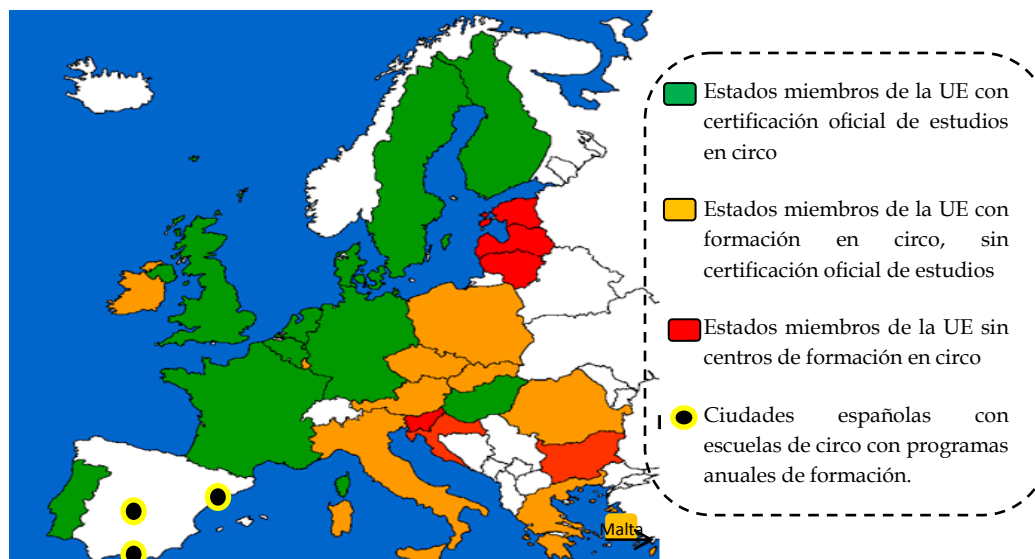 Estados miembros de la UE con
certificación oficial de estudios
en circo
Estados miembros de la UE con
formación en circo, sin
certificación oficial de estudios
Estados miembros de la UE sin
centros de formación en circo
Ciudades españolas con
escuelas de circo con programas
anuales de formación.
Malta